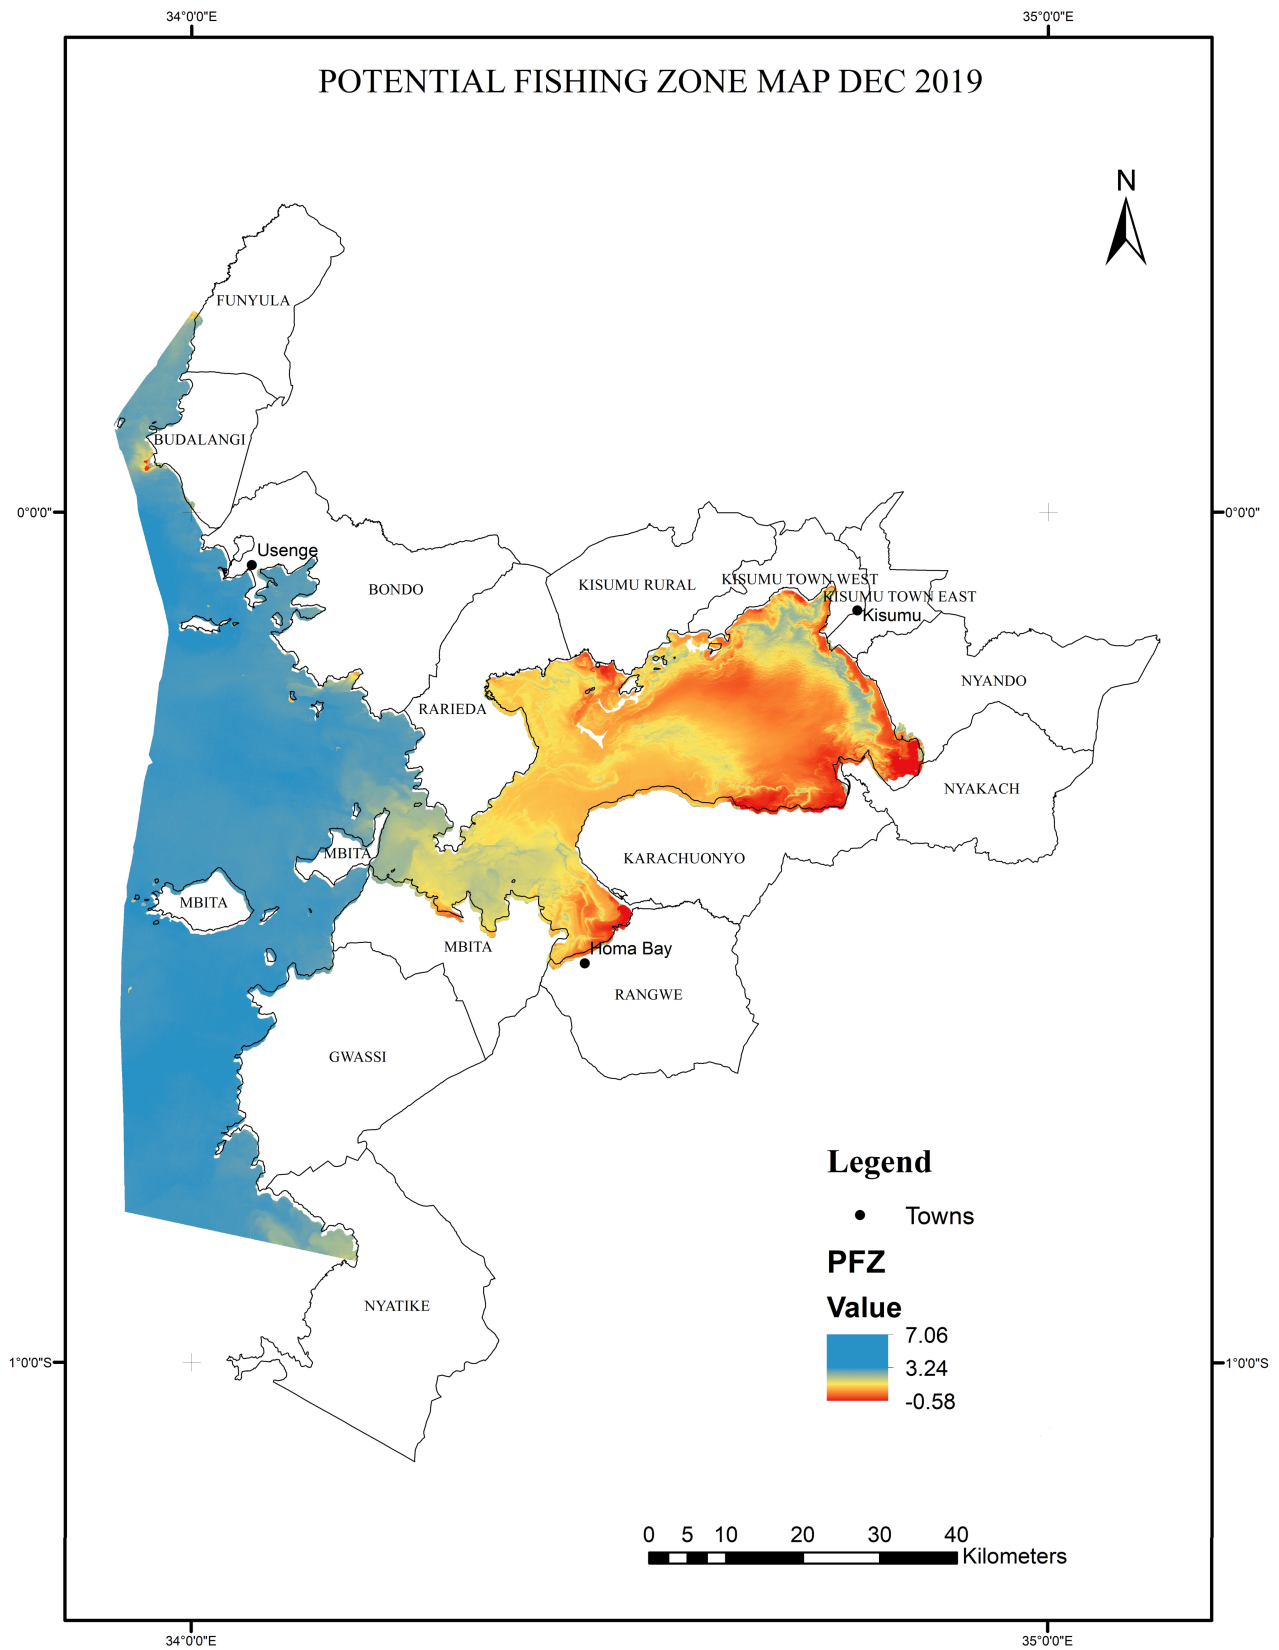 34°0'0"E
35°0'0"E
POTENTIAL FISHING ZONE MAP DEC 2019
N
FUNYULA
BUDALANGI
0°0'0"
0°0'0"
Usenge
BONDO
KISUMU RURAL
KISUMU TOWN WEST
KISUMU TOWN EAST
Kisumu
NYANDO
RARIEDA
NYAKACH
MBITA
KARACHUONYO
MBITA
MBITA
Homa Bay
RANGWE
GWASSI
Legend
Towns
PFZ
Value
7.06
3.24
-0.58
NYATIKE
1°0'0"S
1°0'0"S
0 5 10 20 30 40
Kilometers
34°0'0"E
35°0'0"E